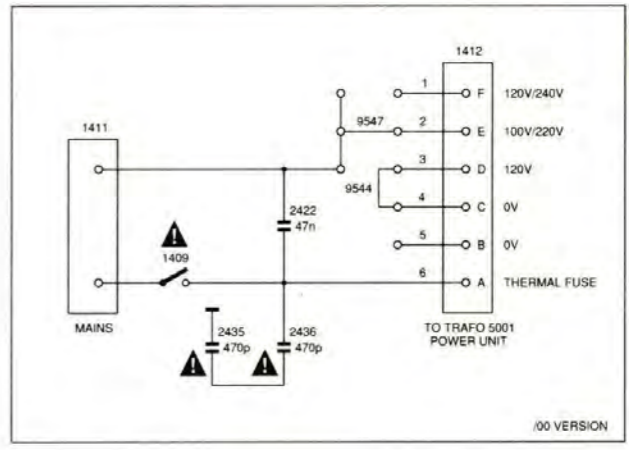 1412
1 F 120V/240V
9547 2 E 100V/220V
1411
3 D 120V
9544
4 C 0V
2422
47n
5 B 0V
1409
6 A THERMAL FUSE
MAINS
2435
470p
2436
470p
TO TRAFO 5001
POWER UNIT
/00 VERSION